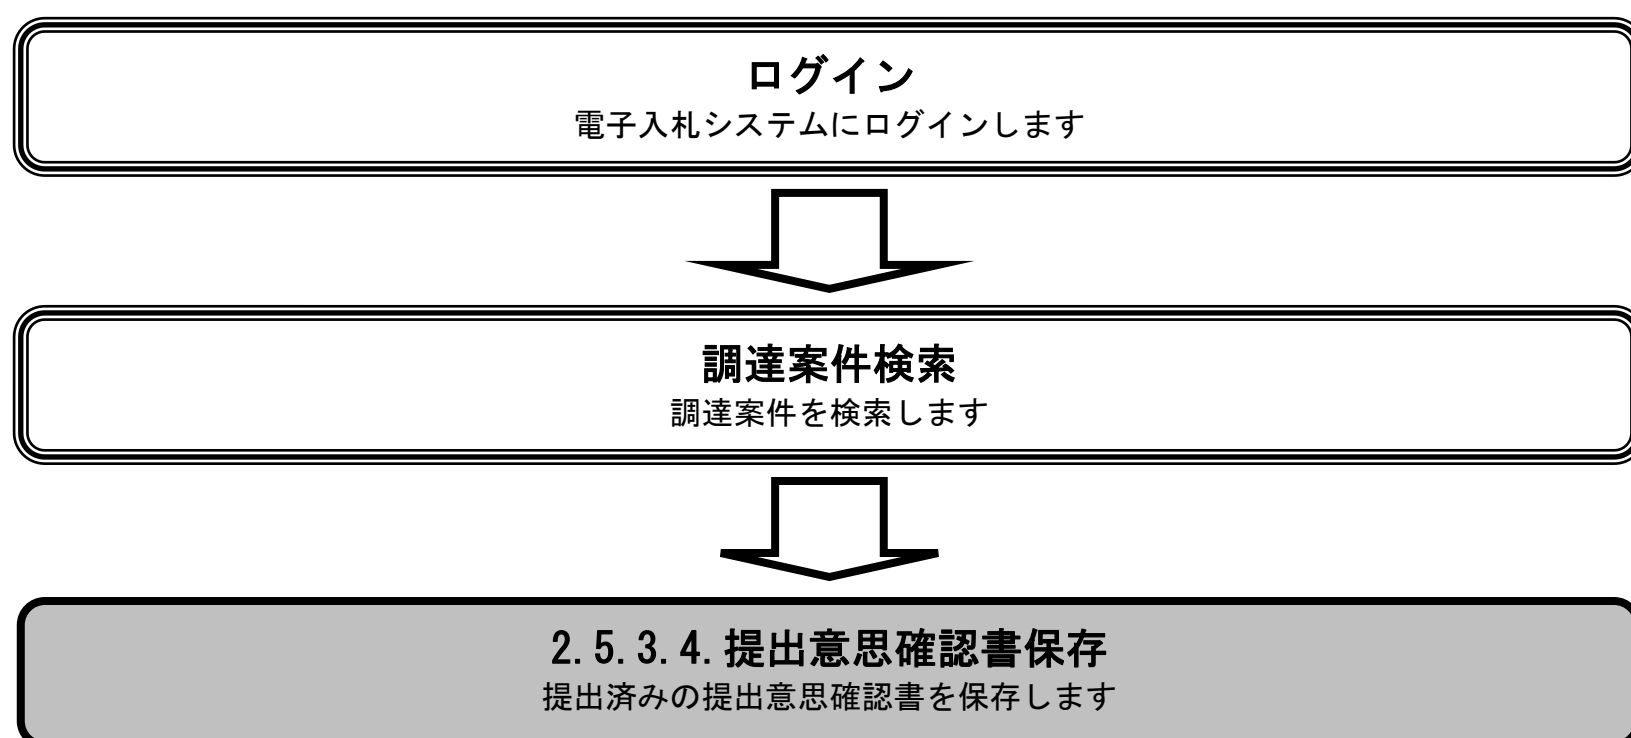 ログイン
電子入札システムにログインします
調達案件検索
調達案件を検索します
2.5.3.4.提出意思確認書保存
提出済みの提出意思確認書を保存します